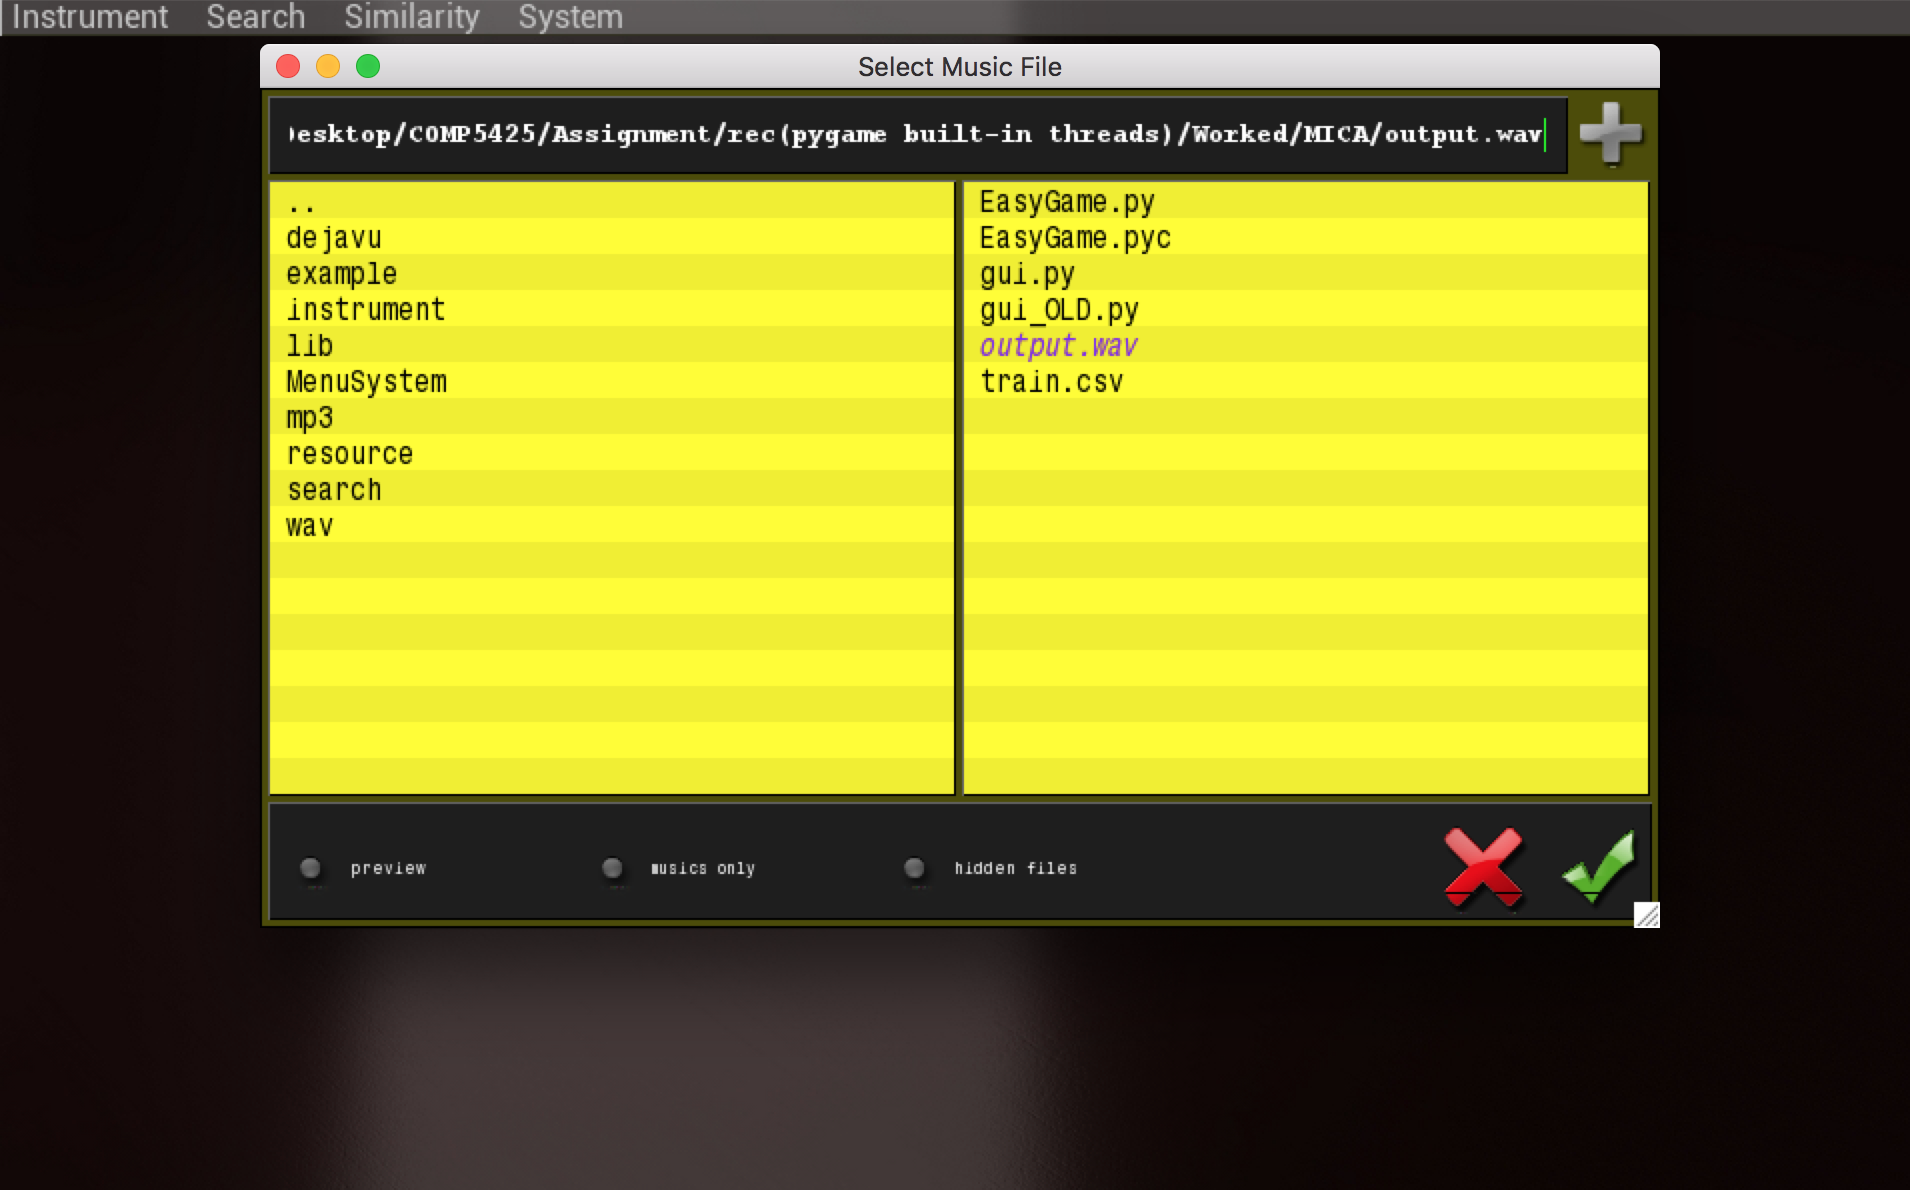 Instrument Search Similarity System
Select Music File
esktop/COMP5425/Assignment/rec(pygame built-in threads)/Worked/MICA/output.wav
..
dejavu
example
instrument
lib
MenuSystem
mp3
resource
search
wav
EasyGame.py
EasyGame.pyc
gui.py
gui_OLD.py
output.wav
train.csv
preview musics only hidden files